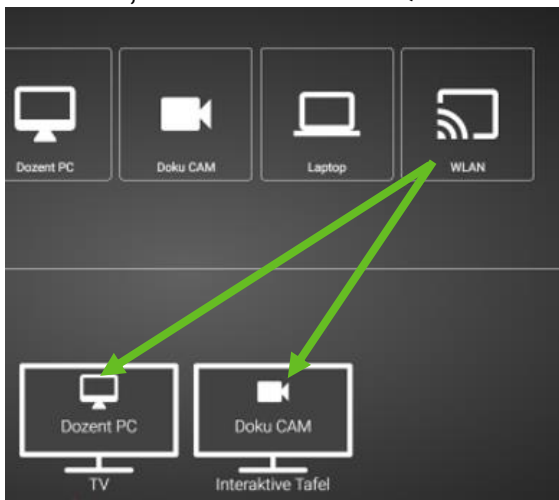 Dozent PC
Doku CAM
Laptop
WLAN
Dozent PC
Doku CAM
TV
Interaktive Tafel